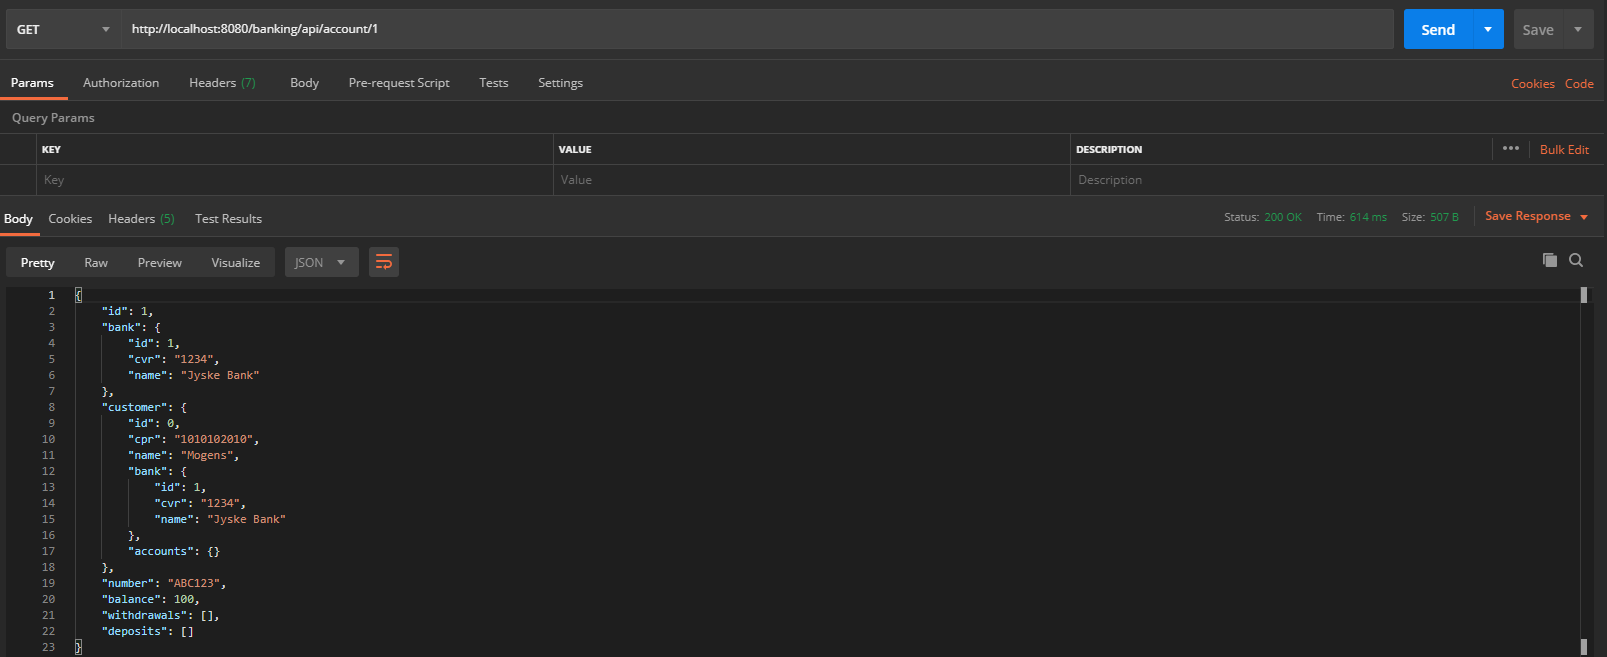 GET http://localhost:8080/banking/api/account/1 Send Save
Params Authorization Headers (7) Body Pre-request Script Tests Settings Cookies Code
Query Params
KEY VALUE DESCRIPTION ••• Bulk Edit
Key Value Description
Body Cookies Headers (5) Test Results Status: 200 OK Time: 614 ms Size: 507 B Save Response
Pretty Raw Preview Visualize JSON
1 {
2 "id": 1,
3 "bank": {
4 "id": 1,
5 "cvr": "1234",
6 "name": "Jyske Bank"
7 },
8 "customer": {
9 "id": 0,
10 "cpr": "1010102010",
11 "name": "Mogens",
12 "bank": {
13 "id": 1,
14 "cvr": "1234",
15 "name": "Jyske Bank"
16 },
17 "accounts": {}
18 },
19 "number": "ABC123",
20 "balance": 100,
21 "withdrawals": [],
22 "deposits": []
23 }